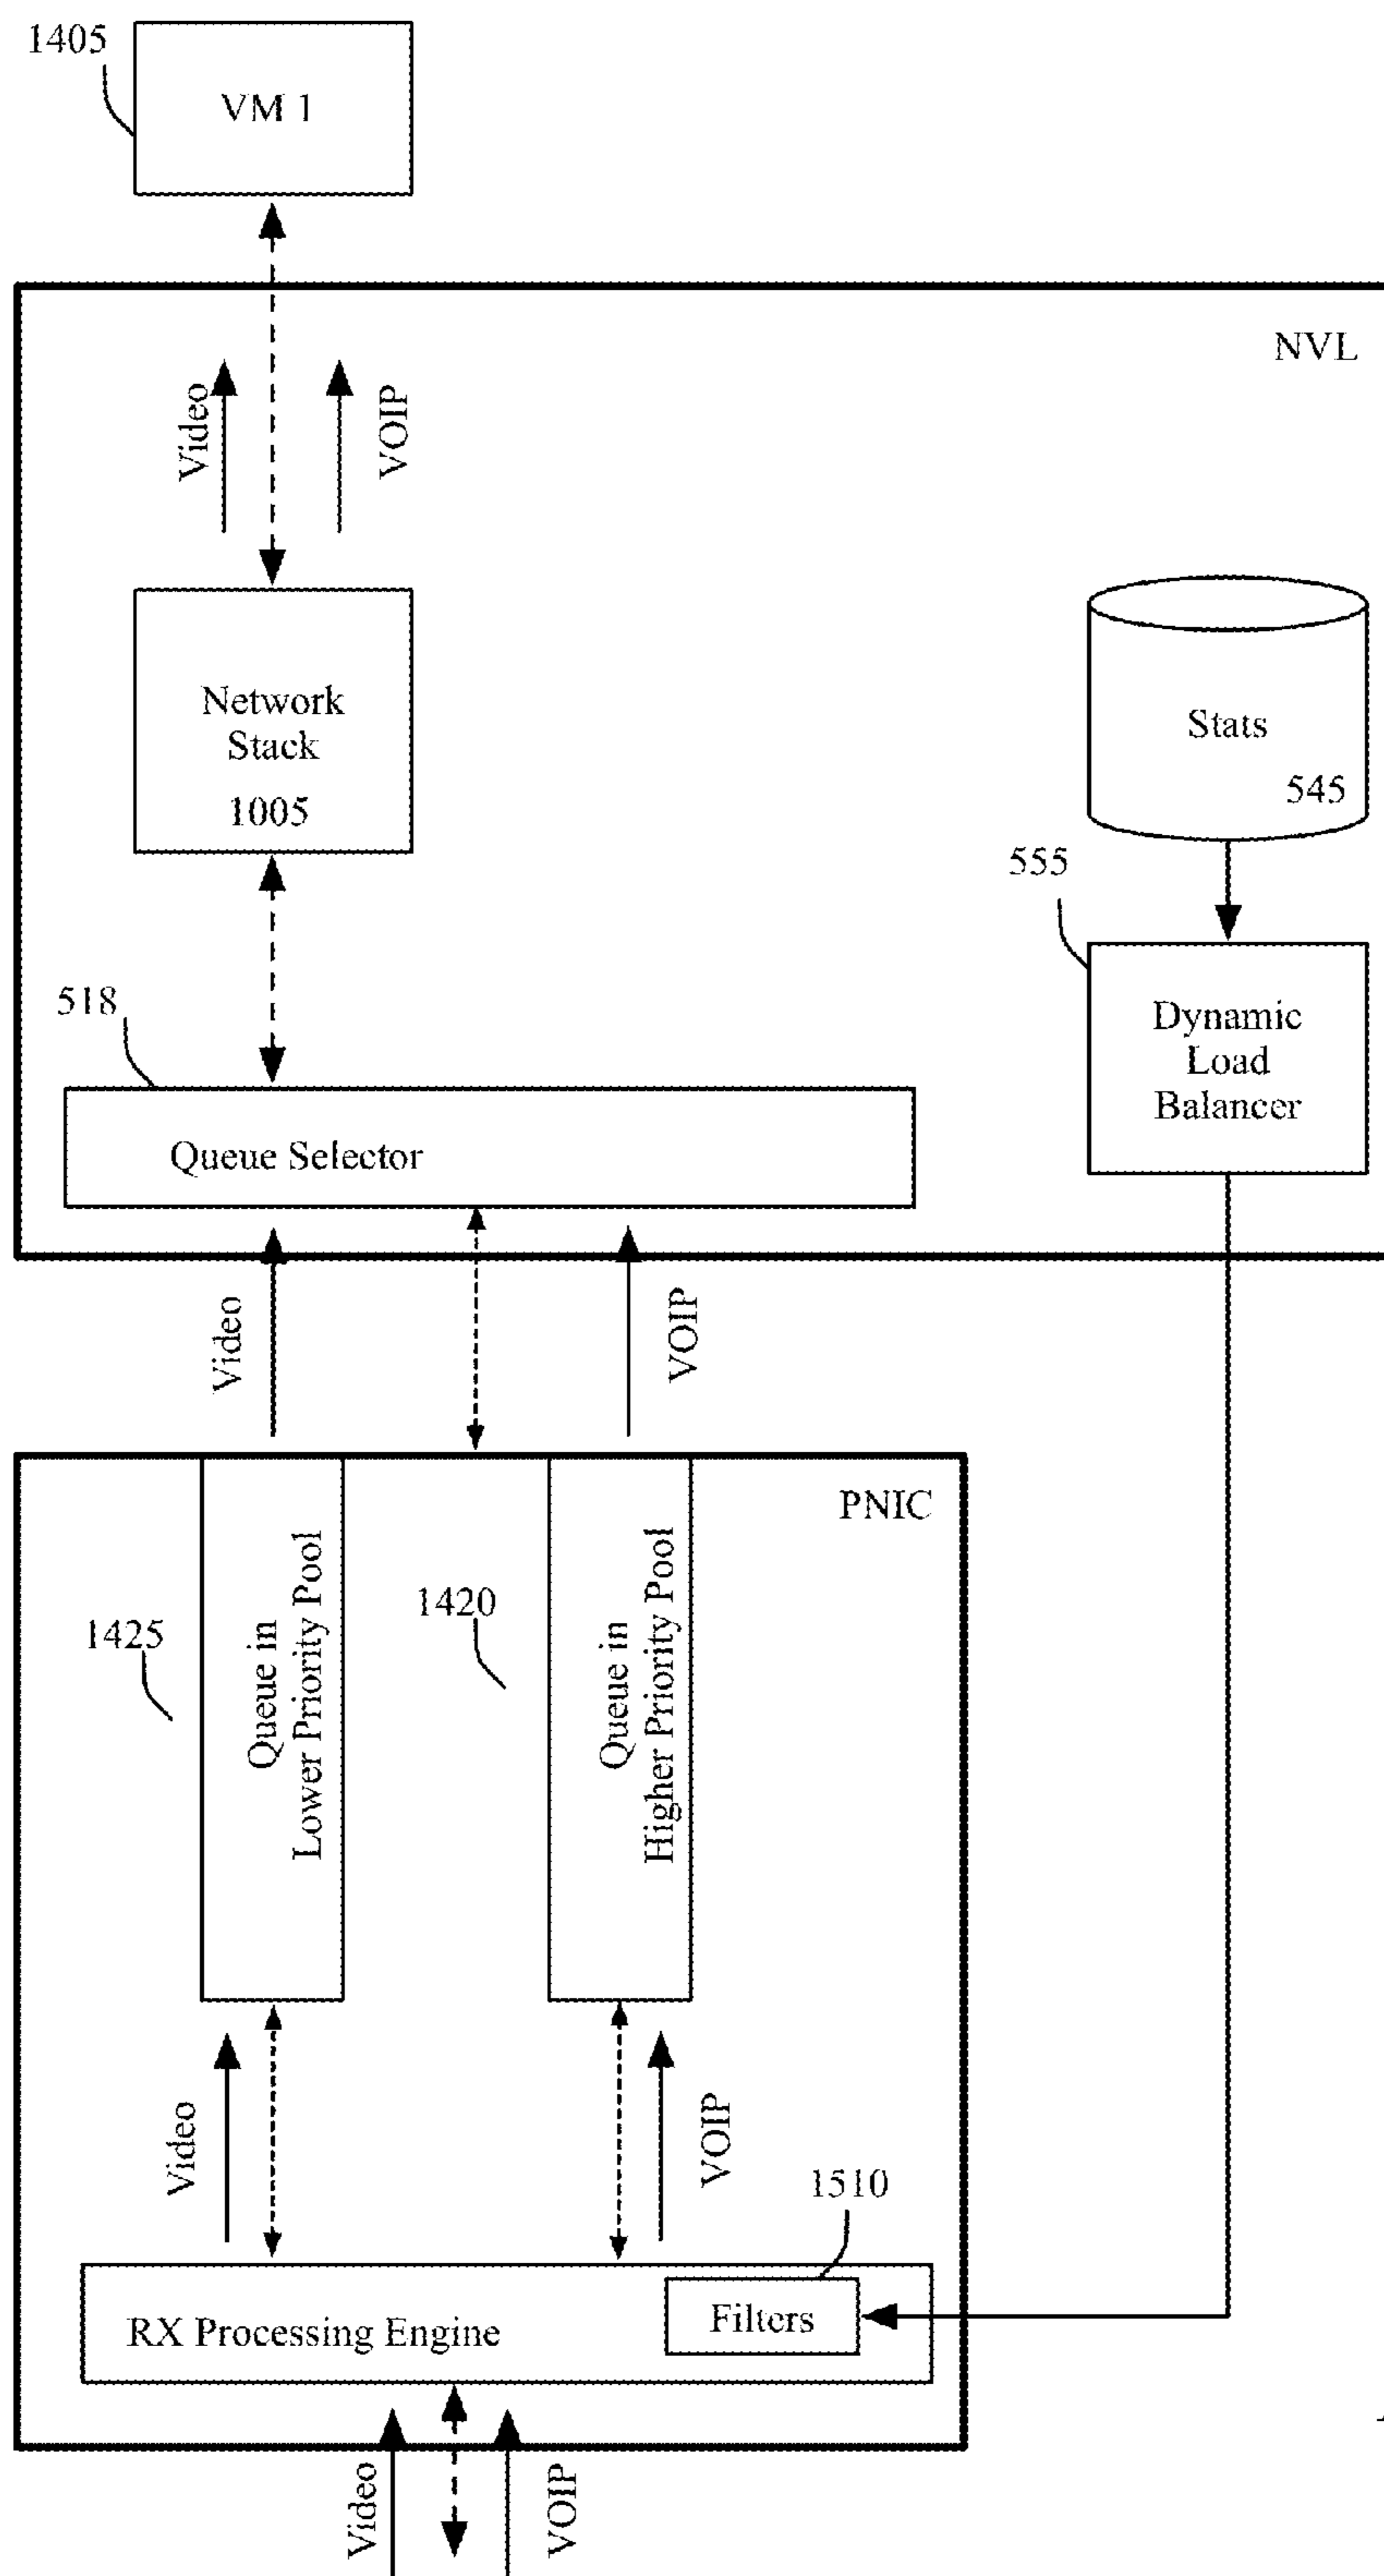 1405
VM 1
NVL
Video
VOIP
Network
Stack
1005
Stats
545
555
Dynamic
Load
Balancer
518
Queue Selector
Video
VOIP
PNIC
1425
Queue in
Lower Priority Pool
1420
Queue in
Higher Priority Pool
Video
VOIP
1510
Filters
RX Processing Engine
Video
VOIP